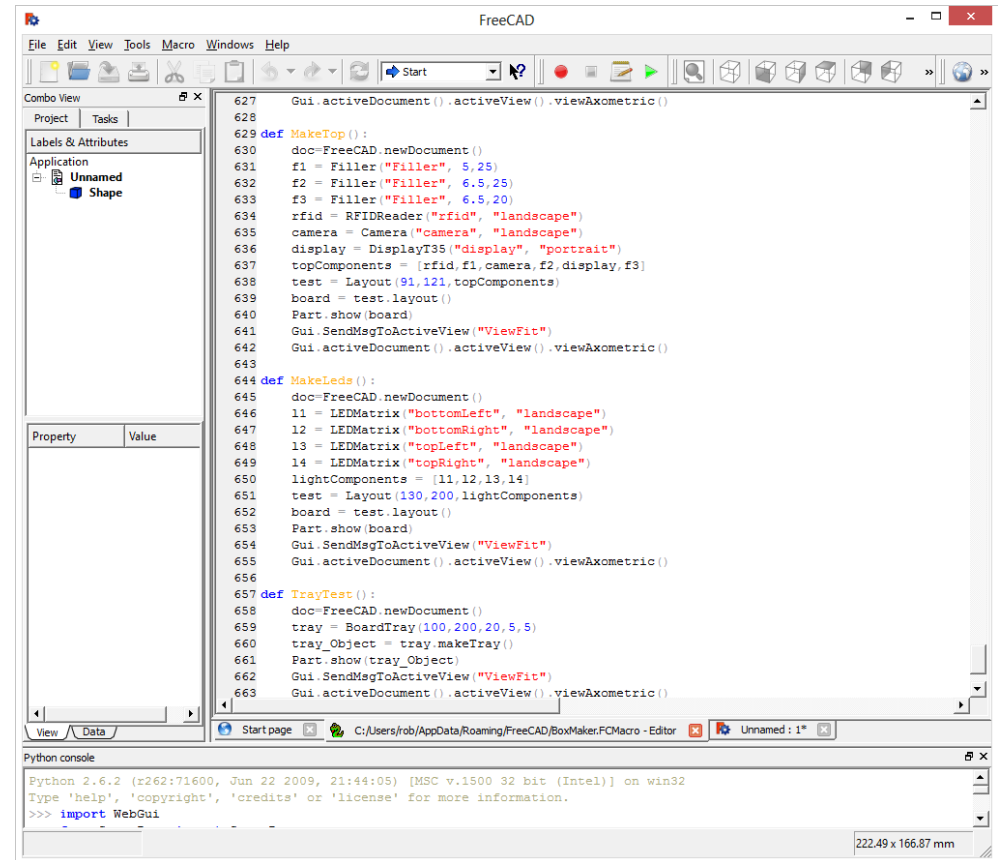 FreeCAD
File Edit View Tools Macro Windows Help
Start
Combo View
Project Tasks
Labels & Attributes
Application
Unnamed
Shape
Property Value
View Data
627 Gui.activeDocument().activeView().viewAxometric()
628
629 def MakeTop():
630 doc=FreeCAD.newDocument()
631 f1 = Filler("Filler", 5,25)
632 f2 = Filler("Filler", 6.5,25)
633 f3 = Filler("Filler", 6.5,20)
634 rfid = RFIDReader("rfid", "landscape")
635 camera = Camera("camera", "landscape")
636 display = DisplayT35("display", "portrait")
637 topComponents = [rfid,f1,camera,f2,display,f3]
638 test = Layout(91,121,topComponents)
639 board = test.layout()
640 Part.show(board)
641 Gui.SendMsgToActiveView("ViewFit")
642 Gui.activeDocument().activeView().viewAxometric()
643
644 def MakeLeds():
645 doc=FreeCAD.newDocument()
646 l1 = LEDMatrix("bottomLeft", "landscape")
647 l2 = LEDMatrix("bottomRight", "landscape")
648 l3 = LEDMatrix("topLeft", "landscape")
649 l4 = LEDMatrix("topRight", "landscape")
650 lightComponents = [l1,l2,l3,l4]
651 test = Layout(130,200,lightComponents)
652 board = test.layout()
653 Part.show(board)
654 Gui.SendMsgToActiveView("ViewFit")
655 Gui.activeDocument().activeView().viewAxometric()
656
657 def TrayTest():
658 doc=FreeCAD.newDocument()
659 tray = BoardTray(100,200,20,5,5)
660 tray_Object = tray.makeTray()
661 Part.show(tray_Object)
662 Gui.SendMsgToActiveView("ViewFit")
663 Gui.activeDocument().activeView().viewAxometric()
Start page C:/Users/rob/AppData/Roaming/FreeCAD/BoxMaker.FCMacro - Editor Unnamed : 1*
Python console
Python 2.6.2 (r262:71600, Jun 22 2009, 21:44:05) [MSC v.1500 32 bit (Intel)] on win32
Type 'help', 'copyright', 'credits' or 'license' for more information.
>>> import WebGui
222.49 x 166.87 mm